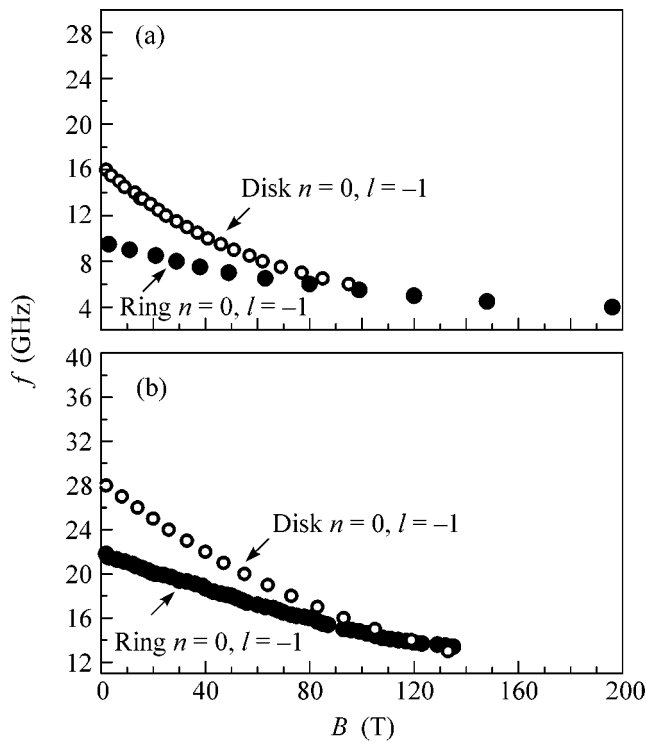 (a)
28
24
20
16
12
8
4
Disk n = 0, l = –1
Ring n = 0, l = –1
f (GHz)
(b)
40
36
32
28
24
20
16
12
Disk n = 0, l = –1
Ring n = 0, l = –1
0 40 80 120 160 200
B (T)